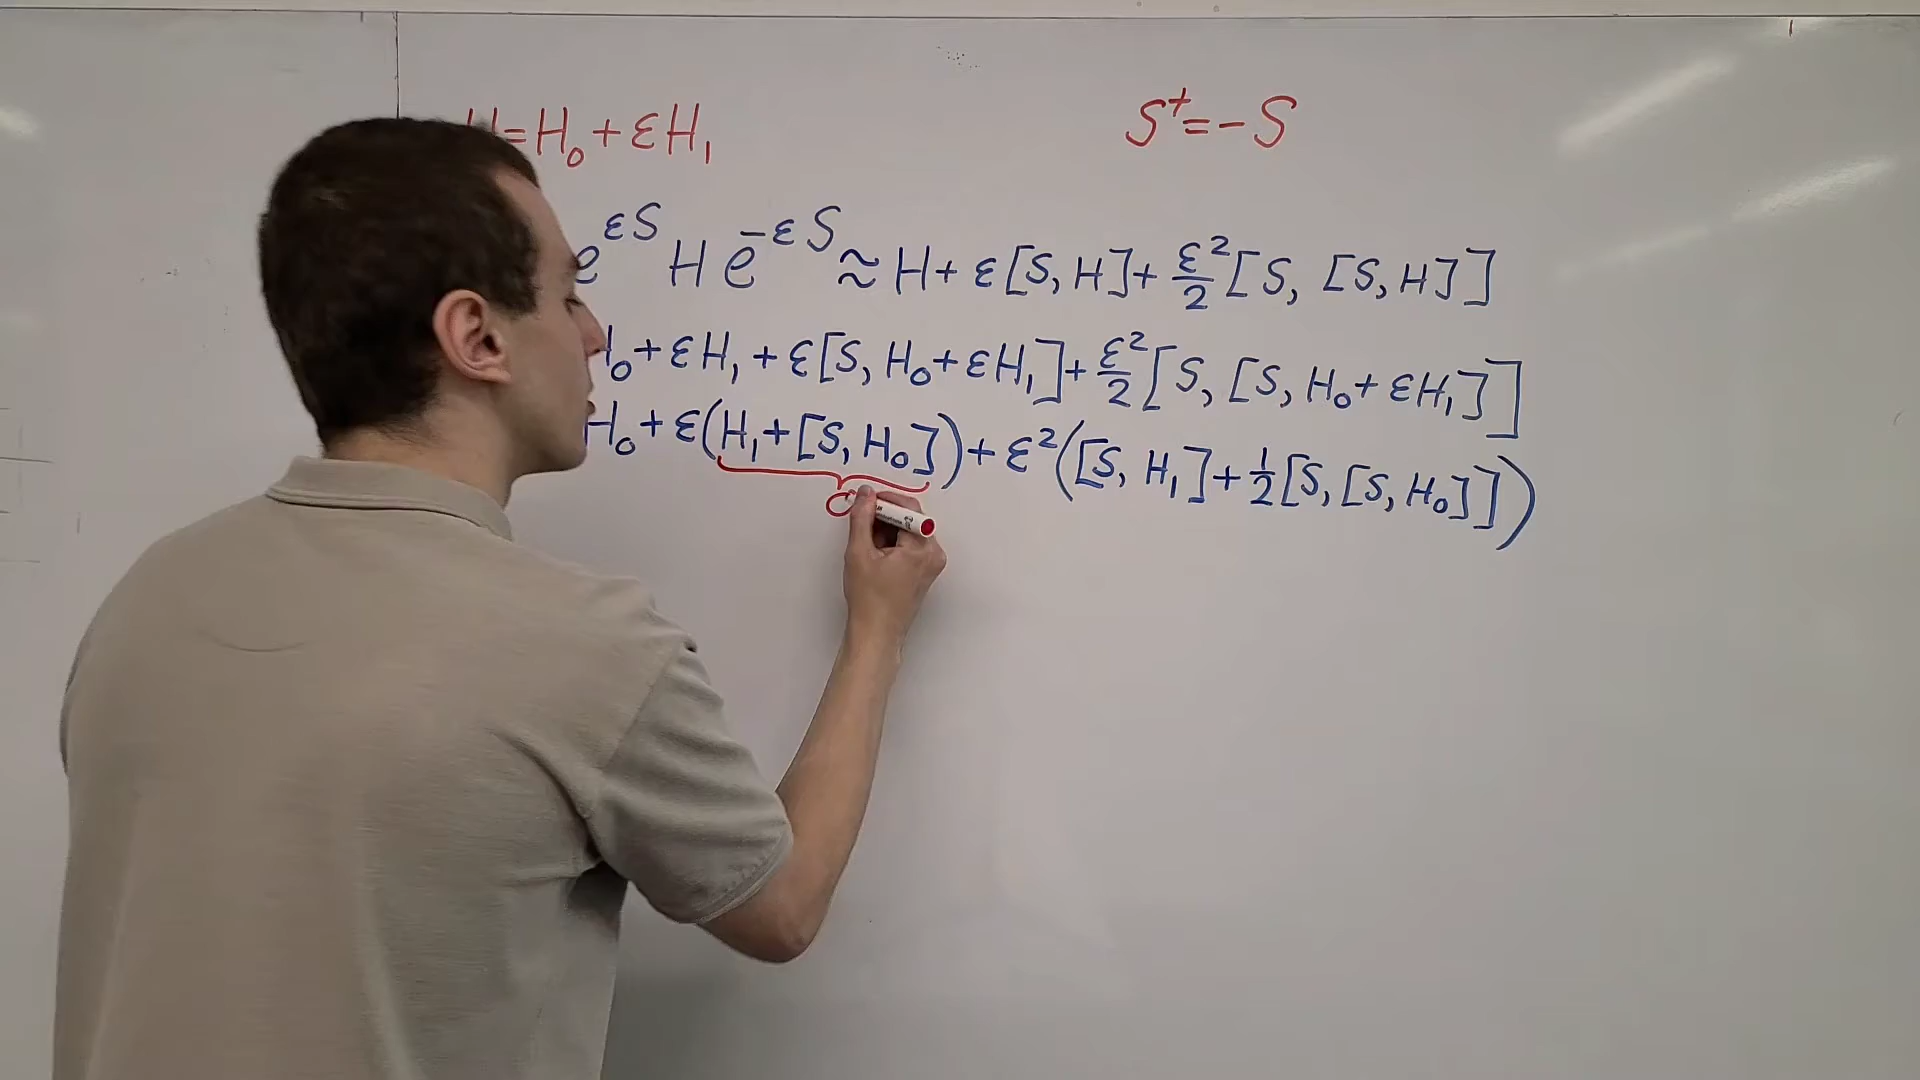 H=H₀+εH₁
S†=-S
e^{εS} H e^{-εS} ≈ H+ ε[S, H]+ ε²/2 [S, [S, H]]
H₀+εH₁ + ε[S, H₀+εH₁]+ ε²/2 [S, [S, H₀+ εH₁]]
H₀+ε(H₁+[S, H₀])+ ε²([S, H₁]+ 1/2 [S, [S, H₀]])